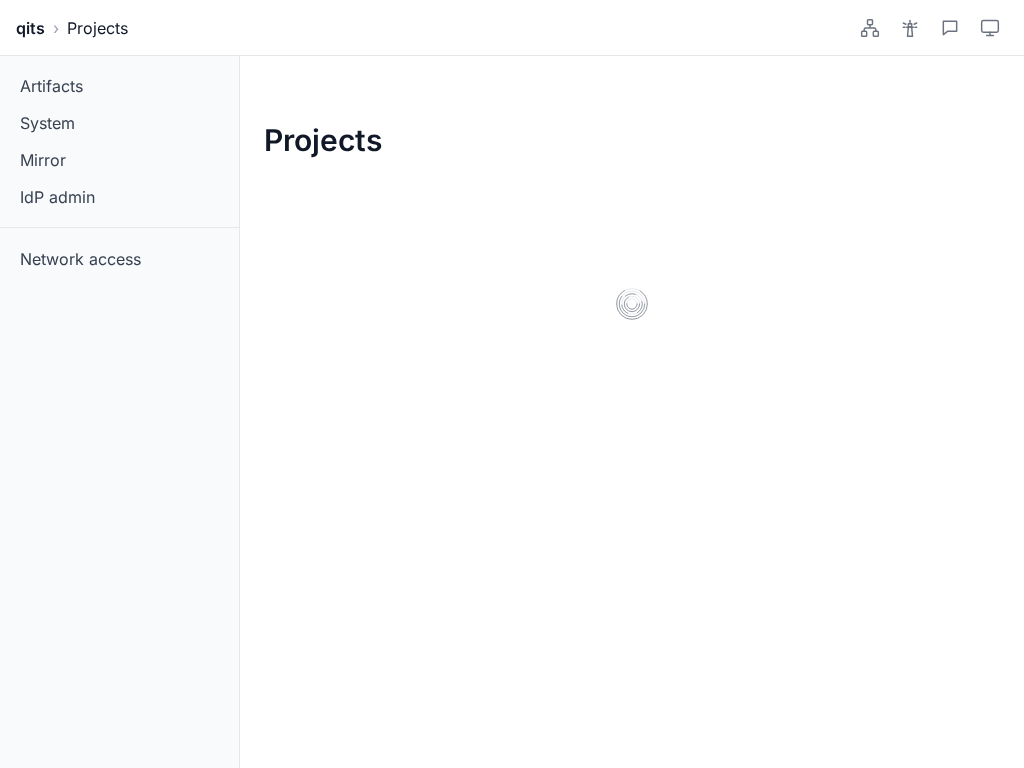 qits › Projects
Artifacts
System
Mirror
IdP admin
Network access
Projects